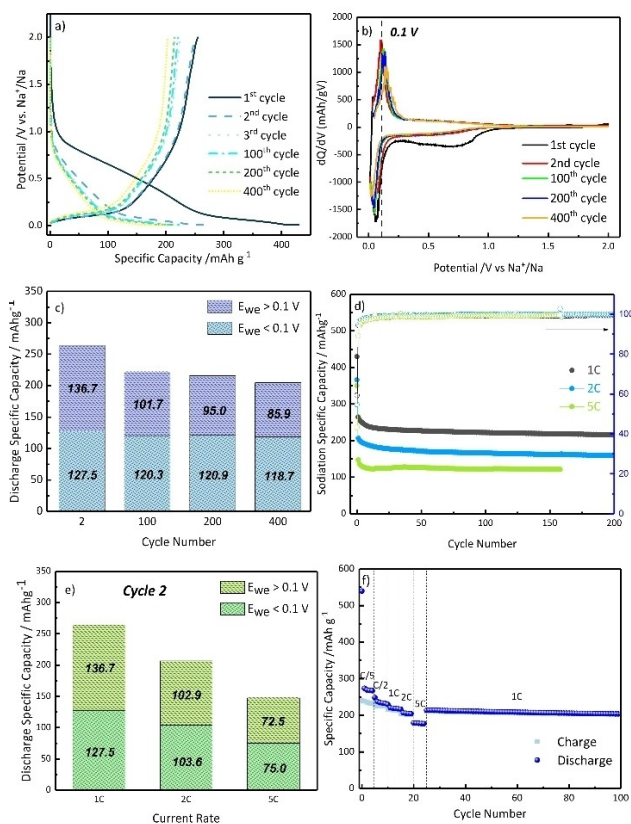 a)
2.0
1.5
1.0
0.5
0.0
Potential /V vs. Na⁺/Na
1ˢᵗ cycle
2ⁿᵈ cycle
3ʳᵈ cycle
100ᵗʰ cycle
200ᵗʰ cycle
400ᵗʰ cycle
0 100 200 300 400
Specific Capacity /mAh g⁻¹
b)
0.1 V
2000
1500
1000
500
0
-500
-1000
-1500
-2000
dQ/dV (mAh/gV)
1st cycle
2nd cycle
100ᵗʰ cycle
200ᵗʰ cycle
400ᵗʰ cycle
0.0 0.5 1.0 1.5 2.0
Potential /V vs Na⁺/Na
c)
350
300
250
200
150
100
50
0
Discharge Specific Capacity / mAhg⁻¹
E_we > 0.1 V
E_we < 0.1 V
136.7 101.7 95.0 85.9
127.5 120.3 120.9 118.7
2 100 200 400
Cycle Number
d)
600
500
400
300
200
100
0
Sodiation Specific Capacity / mAhg⁻¹
1C
2C
5C
100
80
60
40
20
0
0 50 100 150 200
Cycle Number
e)
Cycle 2
350
300
250
200
150
100
50
0
Discharge Specific Capacity / mAhg⁻¹
E_we > 0.1 V
E_we < 0.1 V
136.7 102.9 72.5
127.5 103.6 75.0
1C 2C 5C
Current Rate
f)
600
500
400
300
200
100
0
Specific Capacity /mAh g⁻¹
C/5 C/2 1C 2C 5C 1C
Charge
Discharge
0 20 40 60 80 100
Cycle Number